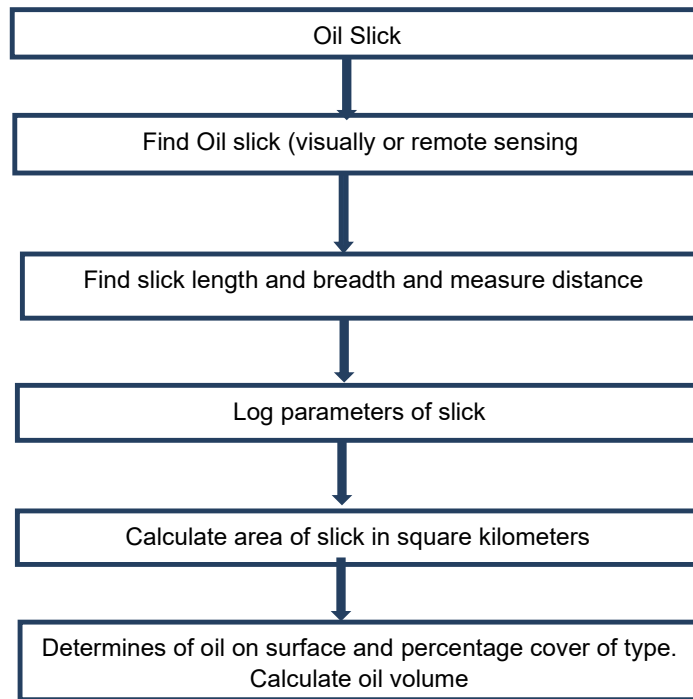 Oil Slick
Find Oil slick (visually or remote sensing
Find slick length and breadth and measure distance
Log parameters of slick
Calculate area of slick in square kilometers
Determines of oil on surface and percentage cover of type.
Calculate oil volume